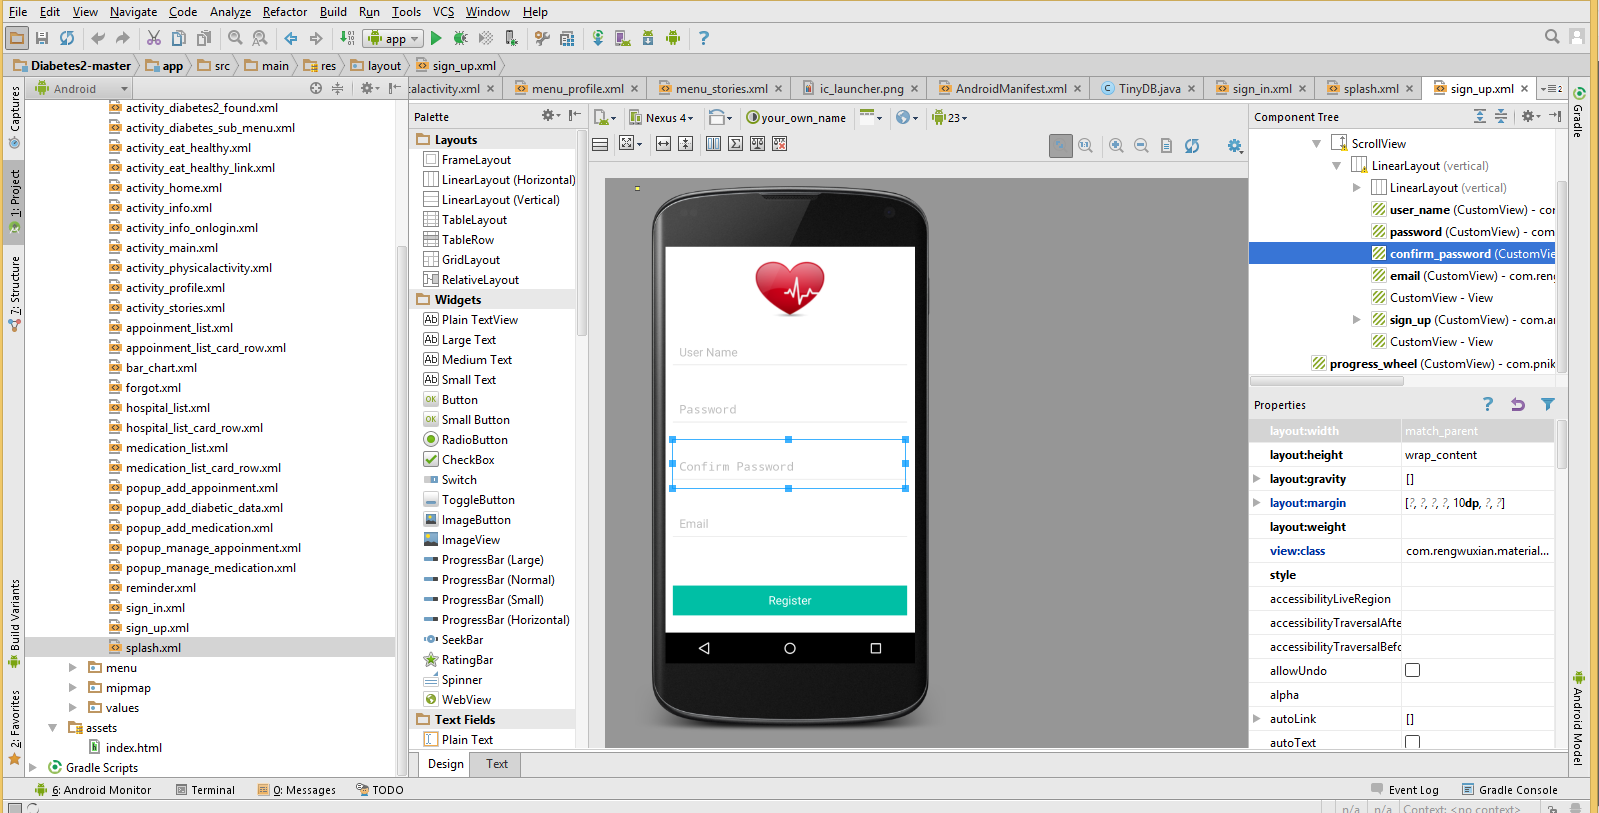 File Edit View Navigate Code Analyze Refactor Build Run Tools VCS Window Help
app
Diabetes2-master app src main res layout sign_up.xml
Android
calactivity.xml menu_profile.xml menu_stories.xml ic_launcher.png AndroidManifest.xml TinyDB.java sign_in.xml splash.xml sign_up.xml 2
Captures
1: Project
7: Structure
Build Variants
2: Favorites
activity_diabetes2_found.xml
activity_diabetes_sub_menu.xml
activity_eat_healthy.xml
activity_eat_healthy_link.xml
activity_home.xml
activity_info.xml
activity_info_onlogin.xml
activity_main.xml
activity_physicalactivity.xml
activity_profile.xml
activity_stories.xml
appoinment_list.xml
appoinment_list_card_row.xml
bar_chart.xml
forgot.xml
hospital_list.xml
hospital_list_card_row.xml
medication_list.xml
medication_list_card_row.xml
popup_add_appoinment.xml
popup_add_diabetic_data.xml
popup_add_medication.xml
popup_manage_appoinment.xml
popup_manage_medication.xml
reminder.xml
sign_in.xml
sign_up.xml
splash.xml
menu
mipmap
values
assets
index.html
Gradle Scripts
Palette
Layouts
FrameLayout
LinearLayout (Horizontal)
LinearLayout (Vertical)
TableLayout
TableRow
GridLayout
RelativeLayout
Widgets
Ab Plain TextView
Ab Large Text
Ab Medium Text
Ab Small Text
OK Button
OK Small Button
RadioButton
CheckBox
Switch
ToggleButton
ImageButton
ImageView
ProgressBar (Large)
ProgressBar (Normal)
ProgressBar (Small)
ProgressBar (Horizontal)
SeekBar
RatingBar
Spinner
WebView
Text Fields
Plain Text
Nexus 4 your_own_name 23
User Name
Password
Confirm Password
Email
Register
Design Text
Component Tree
ScrollView
LinearLayout (vertical)
LinearLayout (vertical)
user_name (CustomView) - co
password (CustomView) - com
confirm_password (CustomVie
email (CustomView) - com.ren
CustomView - View
sign_up (CustomView) - com.an
CustomView - View
progress_wheel (CustomView) - com.pnik
Properties ?
layout:width match_parent
layout:height wrap_content
layout:gravity []
layout:margin [?, ?, ?, ?, 10dp, ?, ?]
layout:weight
view:class com.rengwuxian.material...
style
accessibilityLiveRegion
accessibilityTraversalAfte
accessibilityTraversalBefo
allowUndo
alpha
autoLink []
autoText
Gradle
Android Model
6: Android Monitor Terminal 0: Messages TODO Event Log Gradle Console
n/a n/a Context: <no context>